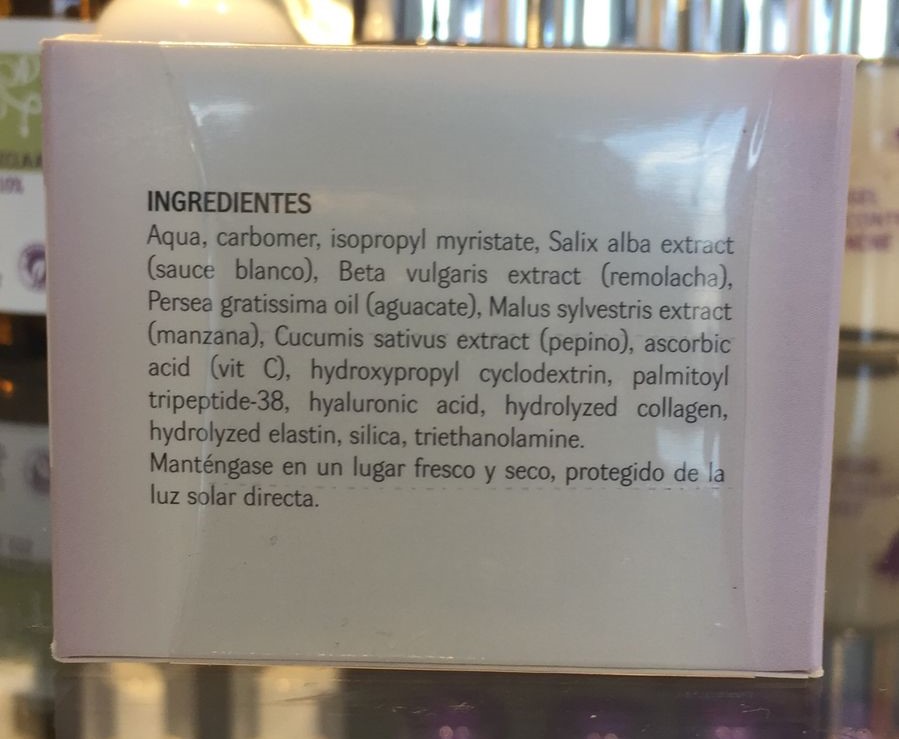 INGREDIENTES
Aqua, carbomer, isopropyl myristate, Salix alba extract
(sauce blanco), Beta vulgaris extract (remolacha),
Persea gratissima oil (aguacate), Malus sylvestris extract
(manzana), Cucumis sativus extract (pepino), ascorbic
acid (vit C), hydroxypropyl cyclodextrin, palmitoyl
tripeptide-38, hyaluronic acid, hydrolyzed collagen,
hydrolyzed elastin, silica, triethanolamine.
Manténgase en un lugar fresco y seco, protegido de la
luz solar directa.